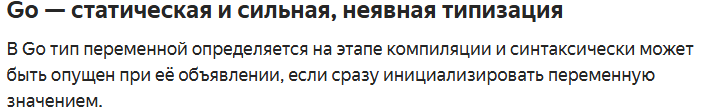 Go — статическая и сильная, неявная типизация
В Go тип переменной определяется на этапе компиляции и синтаксически может
быть опущен при её объявлении, если сразу инициализировать переменную
значением.